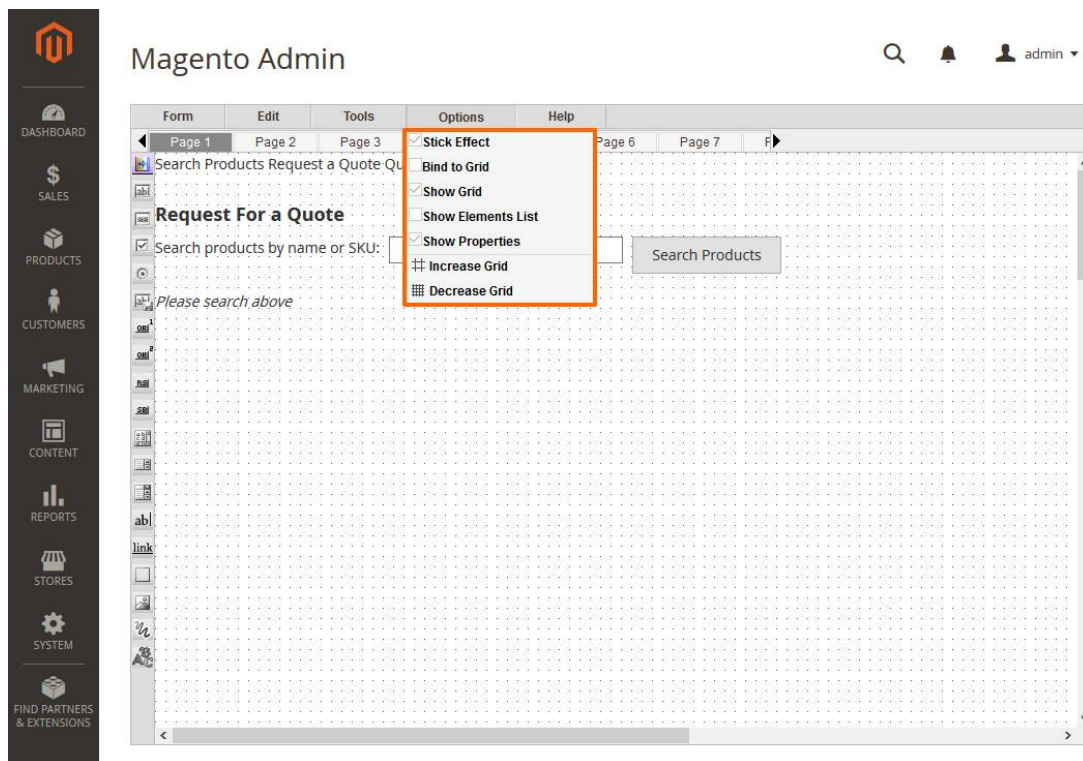 Magento Admin
admin
DASHBOARD
SALES
PRODUCTS
CUSTOMERS
MARKETING
CONTENT
REPORTS
STORES
SYSTEM
FIND PARTNERS
& EXTENSIONS
Form Edit Tools Options Help
Page 1 Page 2 Page 3 Page 6 Page 7
Stick Effect
Bind to Grid
Show Grid
Show Elements List
Show Properties
Increase Grid
Decrease Grid
Search Products Request a Quote Qu
Request For a Quote
Search products by name or SKU:
Search Products
Please search above
ab|
link